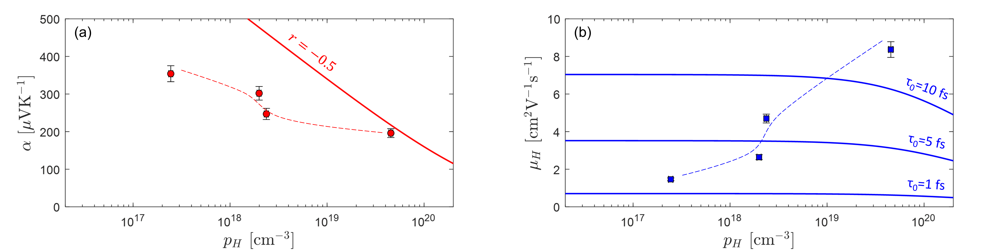 (a)
500
400
300
200
100
0
α [μVK⁻¹]
r = −0.5
10¹⁷ 10¹⁸ 10¹⁹ 10²⁰
p_H [cm⁻³]
(b)
10
8
6
4
2
0
μ_H [cm²V⁻¹s⁻¹]
τ₀=10 fs
τ₀=5 fs
τ₀=1 fs
10¹⁷ 10¹⁸ 10¹⁹ 10²⁰
p_H [cm⁻³]